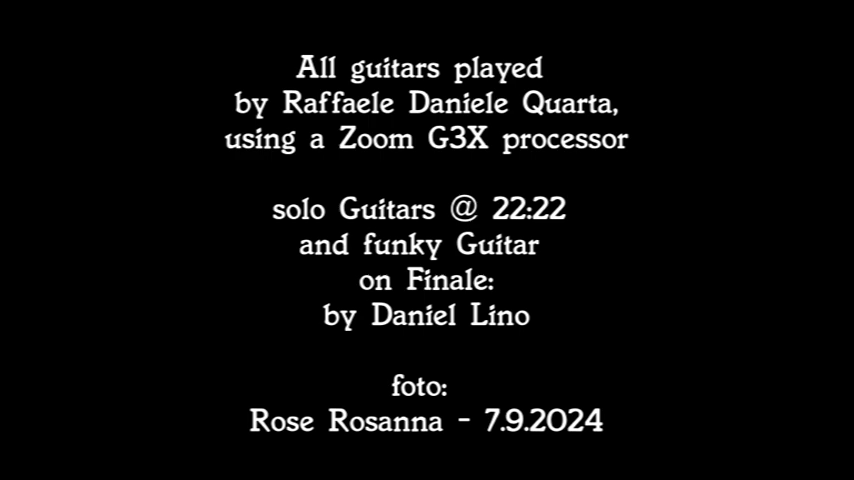 All guitars played
by Raffaele Daniele Quarta,
using a Zoom G3X processor
solo Guitars @ 22:22
and funky Guitar
on Finale:
by Daniel Lino
foto:
Rose Rosanna - 7.9.2024